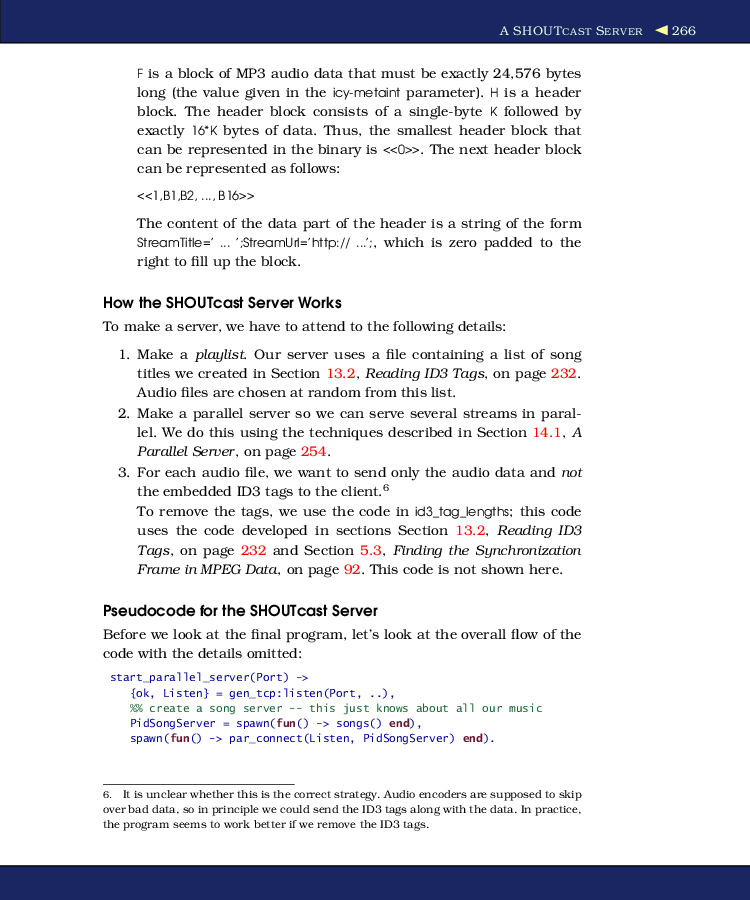 A SHOUTCAST SERVER ◀ 266
F is a block of MP3 audio data that must be exactly 24,576 bytes
long (the value given in the icy-metaint parameter). H is a header
block. The header block consists of a single-byte K followed by
exactly 16*K bytes of data. Thus, the smallest header block that
can be represented in the binary is <<0>>. The next header block
can be represented as follows:
<<1,B1,B2, ..., B16>>
The content of the data part of the header is a string of the form
StreamTitle=' ... ';StreamUrl='http:// ...';, which is zero padded to the
right to fill up the block.
How the SHOUTcast Server Works
To make a server, we have to attend to the following details:
1. Make a playlist. Our server uses a file containing a list of song
titles we created in Section 13.2, Reading ID3 Tags, on page 232.
Audio files are chosen at random from this list.
2. Make a parallel server so we can serve several streams in paral-
lel. We do this using the techniques described in Section 14.1, A
Parallel Server, on page 254.
3. For each audio file, we want to send only the audio data and not
the embedded ID3 tags to the client.6
To remove the tags, we use the code in id3_tag_lengths; this code
uses the code developed in sections Section 13.2, Reading ID3
Tags, on page 232 and Section 5.3, Finding the Synchronization
Frame in MPEG Data, on page 92. This code is not shown here.
Pseudocode for the SHOUTcast Server
Before we look at the final program, let's look at the overall flow of the
code with the details omitted:
start_parallel_server(Port) ->
{ok, Listen} = gen_tcp:listen(Port, ..),
%% create a song server -- this just knows about all our music
PidSongServer = spawn(fun() -> songs() end),
spawn(fun() -> par_connect(Listen, PidSongServer) end).
6. It is unclear whether this is the correct strategy. Audio encoders are supposed to skip
over bad data, so in principle we could send the ID3 tags along with the data. In practice,
the program seems to work better if we remove the ID3 tags.